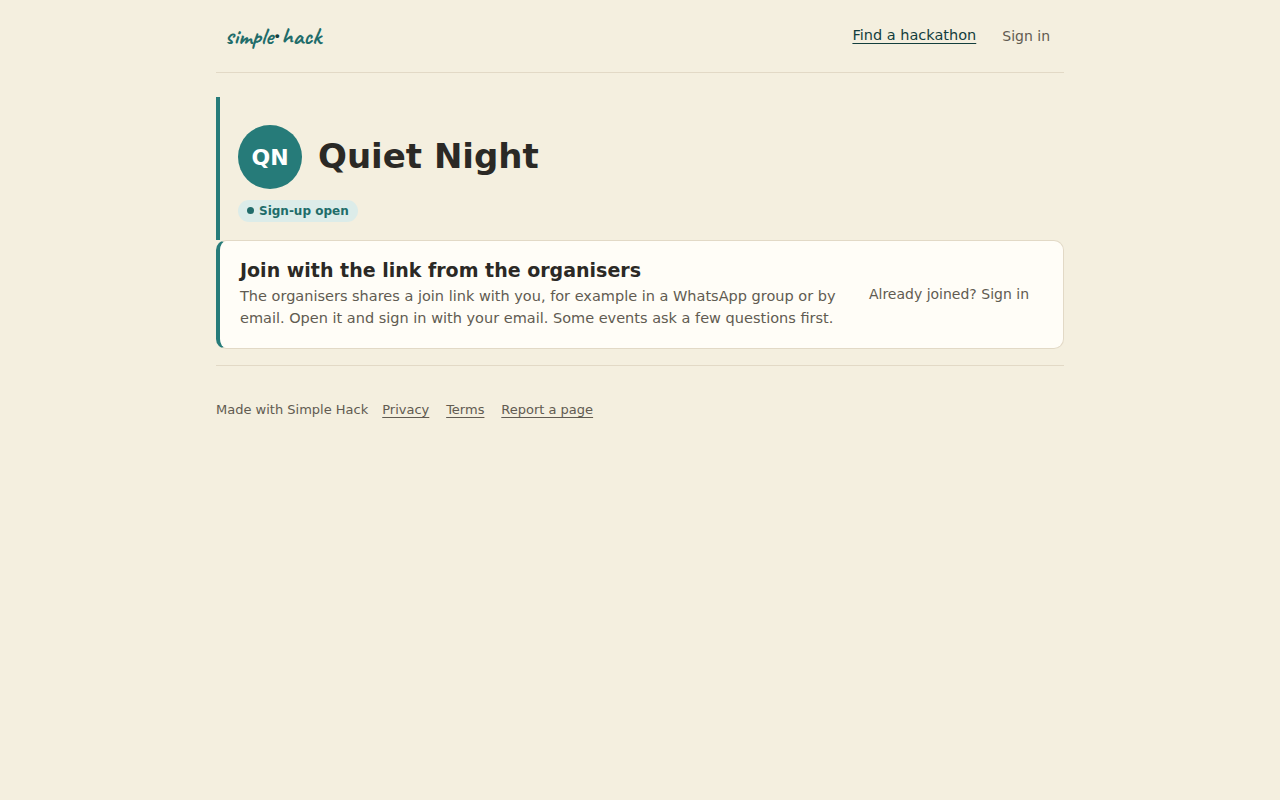 simple•hack
Find a hackathon
Sign in
QN
Quiet Night
Sign-up open
Join with the link from the organisers
The organisers shares a join link with you, for example in a WhatsApp group or by
email. Open it and sign in with your email. Some events ask a few questions first.
Already joined? Sign in
Made with Simple Hack
Privacy
Terms
Report a page